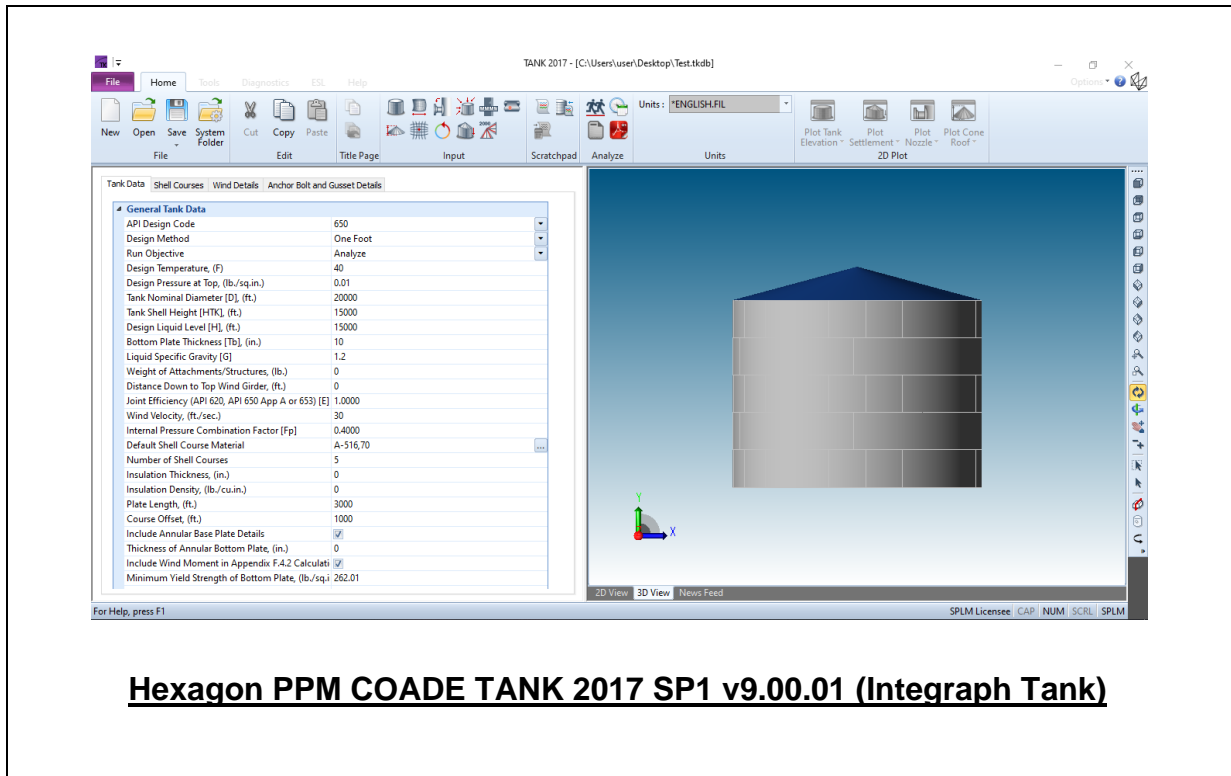 TANK 2017 - [C:\Users\user\Desktop\Test.tkdb]
File Home Tools Diagnostics ESL Help Options
New Open Save System Folder Cut Copy Paste
Units : *ENGLISH.FIL
Plot Tank Elevation Plot Settlement Plot Nozzle Plot Cone Roof
File Edit Title Page Input Scratchpad Analyze Units 2D Plot
Tank Data Shell Courses Wind Details Anchor Bolt and Gusset Details
General Tank Data
API Design Code 650
Design Method One Foot
Run Objective Analyze
Design Temperature, (F) 40
Design Pressure at Top, (lb./sq.in.) 0.01
Tank Nominal Diameter [D], (ft.) 20000
Tank Shell Height [HTK], (ft.) 15000
Design Liquid Level [H], (ft.) 15000
Bottom Plate Thickness [Tb], (in.) 10
Liquid Specific Gravity [G] 1.2
Weight of Attachments/Structures, (lb.) 0
Distance Down to Top Wind Girder, (ft.) 0
Joint Efficiency (API 620, API 650 App A or 653) [E] 1.0000
Wind Velocity, (ft./sec.) 30
Internal Pressure Combination Factor [Fp] 0.4000
Default Shell Course Material A-516,70
Number of Shell Courses 5
Insulation Thickness, (in.) 0
Insulation Density, (lb./cu.in.) 0
Plate Length, (ft.) 3000
Course Offset, (ft.) 1000
Include Annular Base Plate Details
Thickness of Annular Bottom Plate, (in.) 0
Include Wind Moment in Appendix F.4.2 Calculati
Minimum Yield Strength of Bottom Plate, (lb./sq.i 262.01
Y
X
2D View 3D View News Feed
For Help, press F1 SPLM Licensee CAP NUM SCRL SPLM
Hexagon PPM COADE TANK 2017 SP1 v9.00.01 (Integraph Tank)